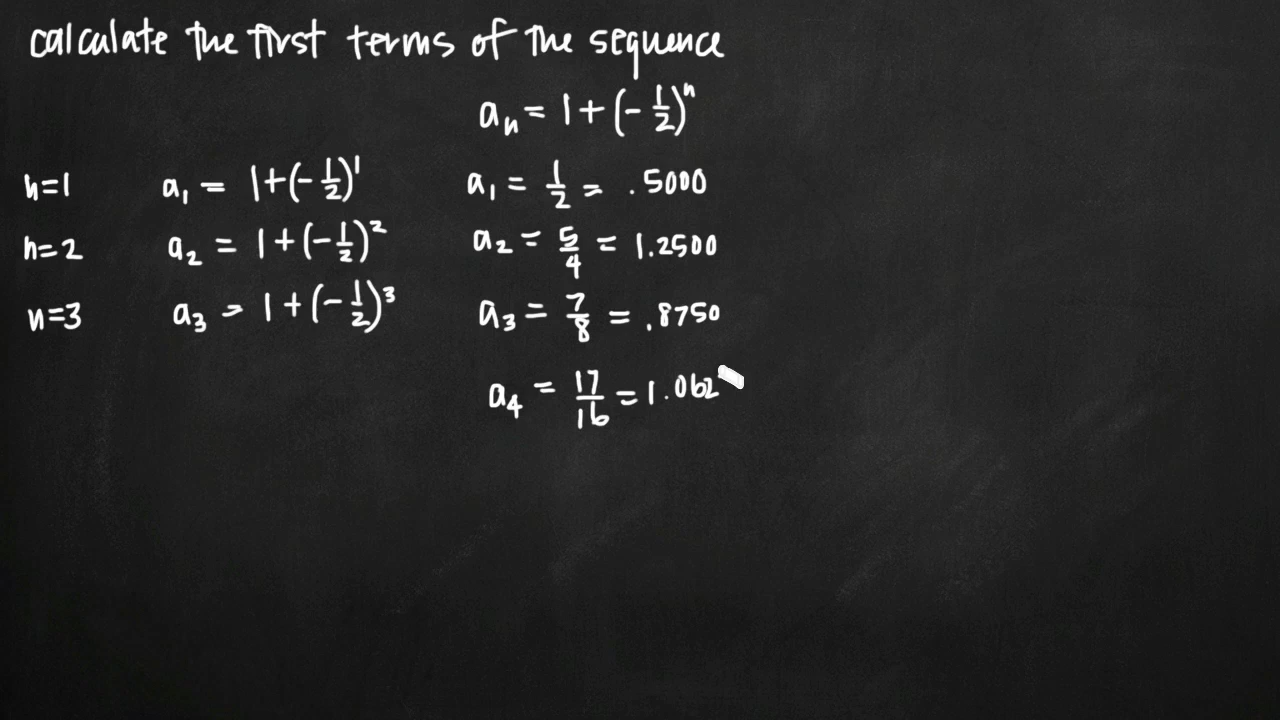 calculate the first terms of the sequence
aₙ = 1 + (-1/2)ⁿ
n=1 a₁ = 1+(-1/2)¹ a₁ = 1/2 = .5000
n=2 a₂ = 1+(-1/2)² a₂ = 5/4 = 1.2500
n=3 a₃ = 1+(-1/2)³ a₃ = 7/8 = .8750
a₄ = 17/16 = 1.062